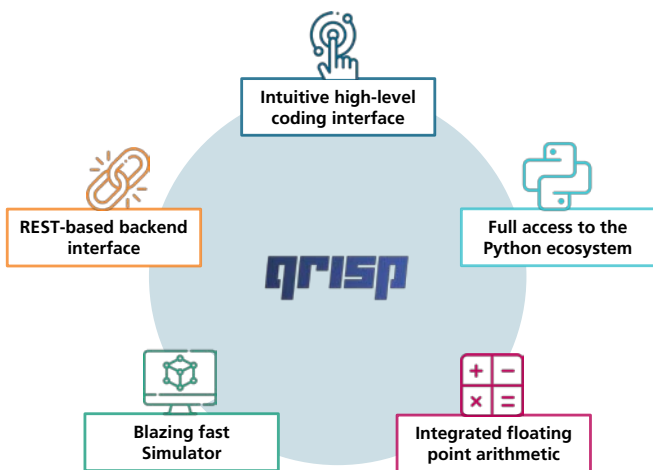 Intuitive high-level
coding interface
REST-based backend
interface
Full access to the
Python ecosystem
qrisp
Blazing fast
Simulator
Integrated floating
point arithmetic